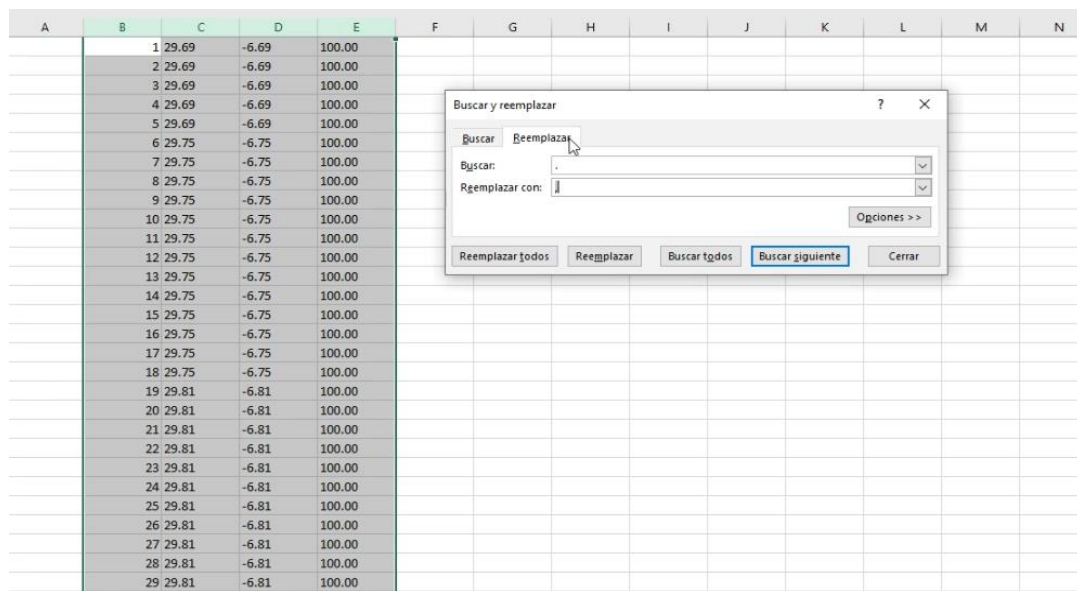 A B C D E F G H I J K L M N
1 29.69 -6.69 100.00
2 29.69 -6.69 100.00
3 29.69 -6.69 100.00
4 29.69 -6.69 100.00
5 29.69 -6.69 100.00
6 29.75 -6.75 100.00
7 29.75 -6.75 100.00
8 29.75 -6.75 100.00
9 29.75 -6.75 100.00
10 29.75 -6.75 100.00
11 29.75 -6.75 100.00
12 29.75 -6.75 100.00
13 29.75 -6.75 100.00
14 29.75 -6.75 100.00
15 29.75 -6.75 100.00
16 29.75 -6.75 100.00
17 29.75 -6.75 100.00
18 29.75 -6.75 100.00
19 29.81 -6.81 100.00
20 29.81 -6.81 100.00
21 29.81 -6.81 100.00
22 29.81 -6.81 100.00
23 29.81 -6.81 100.00
24 29.81 -6.81 100.00
25 29.81 -6.81 100.00
26 29.81 -6.81 100.00
27 29.81 -6.81 100.00
28 29.81 -6.81 100.00
29 29.81 -6.81 100.00
Buscar y reemplazar ?
Buscar Reemplazar
Buscar: .
Reemplazar con: ,
Opciones >>
Reemplazar todos Reemplazar Buscar todos Buscar siguiente Cerrar